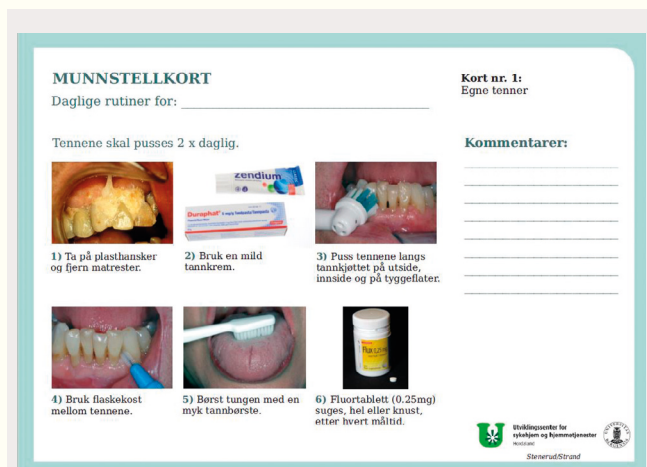 MUNNSTELLKORT
Daglige rutiner for:
Kort nr. 1:
Egne tenner
Tennene skal pusses 2 x daglig.
Kommentarer:
zendium
Duraphat
1) Ta på plasthansker
og fjern matrester.
2) Bruk en mild
tannkrem.
3) Puss tennene langs
tannkjøttet på utside,
innside og på tyggeflater.
Flux
4) Bruk flaskekost
mellom tennene.
5) Børst tungen med en
myk tannbørste.
6) Fluortablett (0.25mg)
suges, hel eller knust,
etter hvert måltid.
Utviklingssenter for
sykehjem og hjemmetjenester
Hordaland
Stenerud/Strand